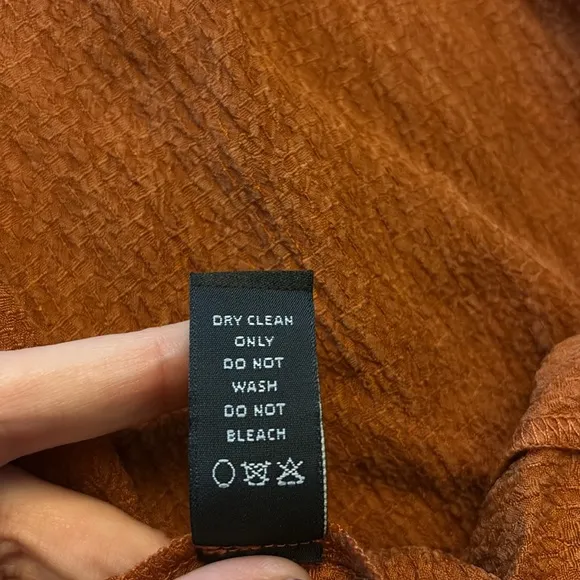 DRY CLEAN
ONLY
DO NOT
WASH
DO NOT
BLEACH